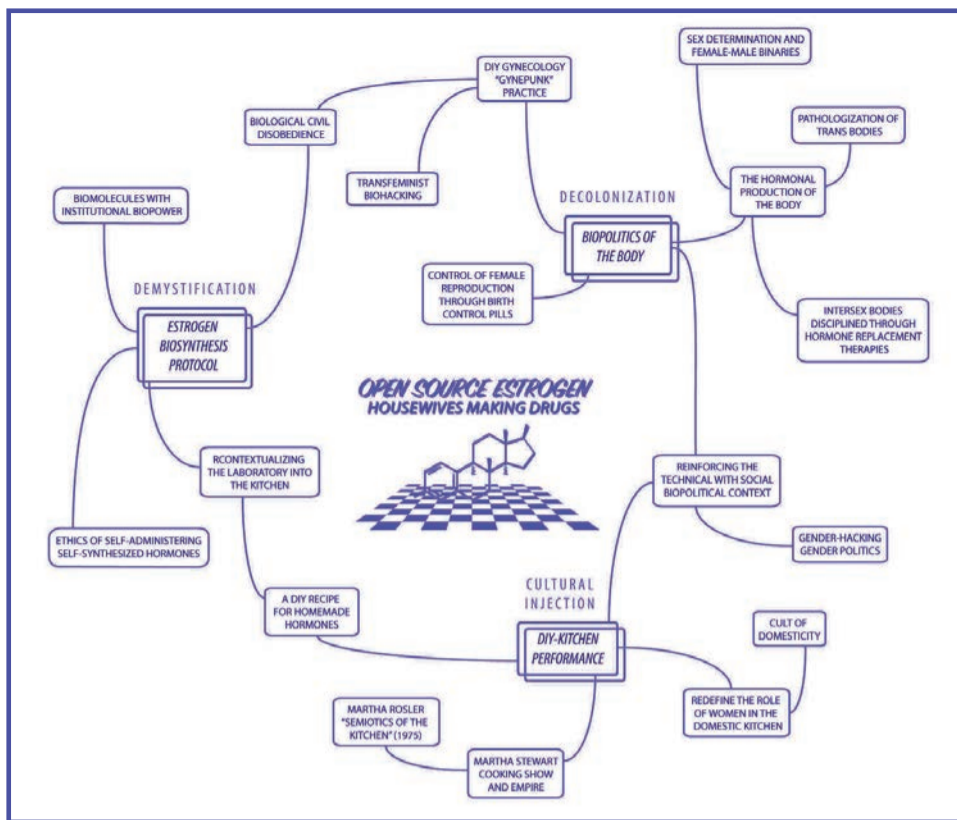 SEX DETERMINATION AND
FEMALE-MALE BINARIES
DIY GYNECOLOGY
"GYNEPUNK"
PRACTICE
BIOLOGICAL CIVIL
DISOBEDIENCE
PATHOLOGIZATION OF
TRANS BODIES
TRANSFEMINIST
BIOHACKING
THE HORMONAL
PRODUCTION OF
THE BODY
BIOMOLECULES WITH
INSTITUTIONAL BIOPOWER
DECOLONIZATION
BIOPOLITICS OF
THE BODY
CONTROL OF FEMALE
REPRODUCTION
THROUGH BIRTH
CONTROL PILLS
DEMYSTIFICATION
ESTROGEN
BIOSYNTHESIS
PROTOCOL
INTERSEX BODIES
DISCIPLINED THROUGH
HORMONE REPLACEMENT
THERAPIES
OPEN SOURCE ESTROGEN
HOUSEWIVES MAKING DRUGS
RCONTEXTUALIZING
THE LABORATORY INTO
THE KITCHEN
REINFORCING THE
TECHNICAL WITH SOCIAL
BIOPOLITICAL CONTEXT
ETHICS OF SELF-ADMINISTERING
SELF-SYNTHESIZED HORMONES
GENDER-HACKING
GENDER POLITICS
A DIY RECIPE
FOR HOMEMADE
HORMONES
CULTURAL
INJECTION
DIY-KITCHEN
PERFORMANCE
CULT OF
DOMESTICITY
REDEFINE THE ROLE
OF WOMEN IN THE
DOMESTIC KITCHEN
MARTHA ROSLER
"SEMIOTICS OF THE
KITCHEN" (1975)
MARTHA STEWART
COOKING SHOW
AND EMPIRE